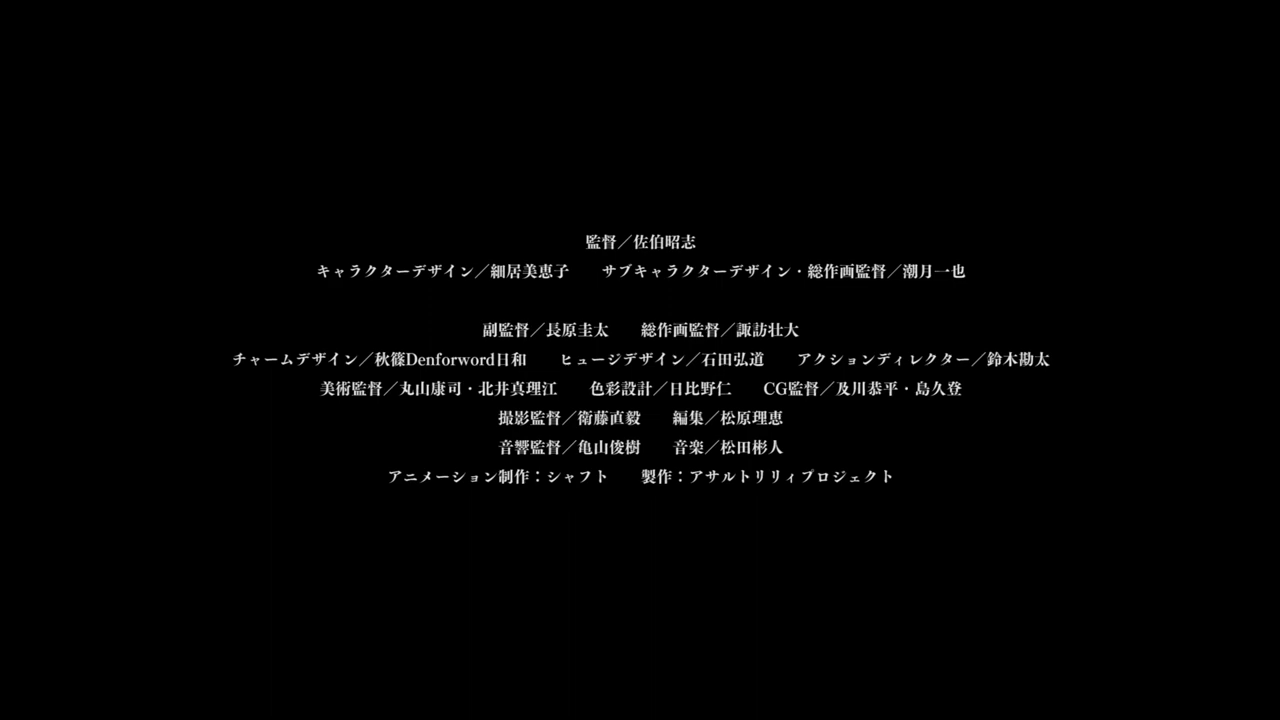 監督／佐伯昭志
キャラクターデザイン／細居美恵子　　サブキャラクターデザイン・総作画監督／潮月一也
副監督／長原圭太　　総作画監督／諏訪壮大
チャームデザイン／秋篠Denforword日和　　ヒュージデザイン／石田弘道　　アクションディレクター／鈴木勘太
美術監督／丸山康司・北井真理江　　色彩設計／日比野仁　　CG監督／及川恭平・島久登
撮影監督／衛藤直毅　　編集／松原理恵
音響監督／亀山俊樹　　音楽／松田彬人
アニメーション制作：シャフト　　製作：アサルトリリィプロジェクト